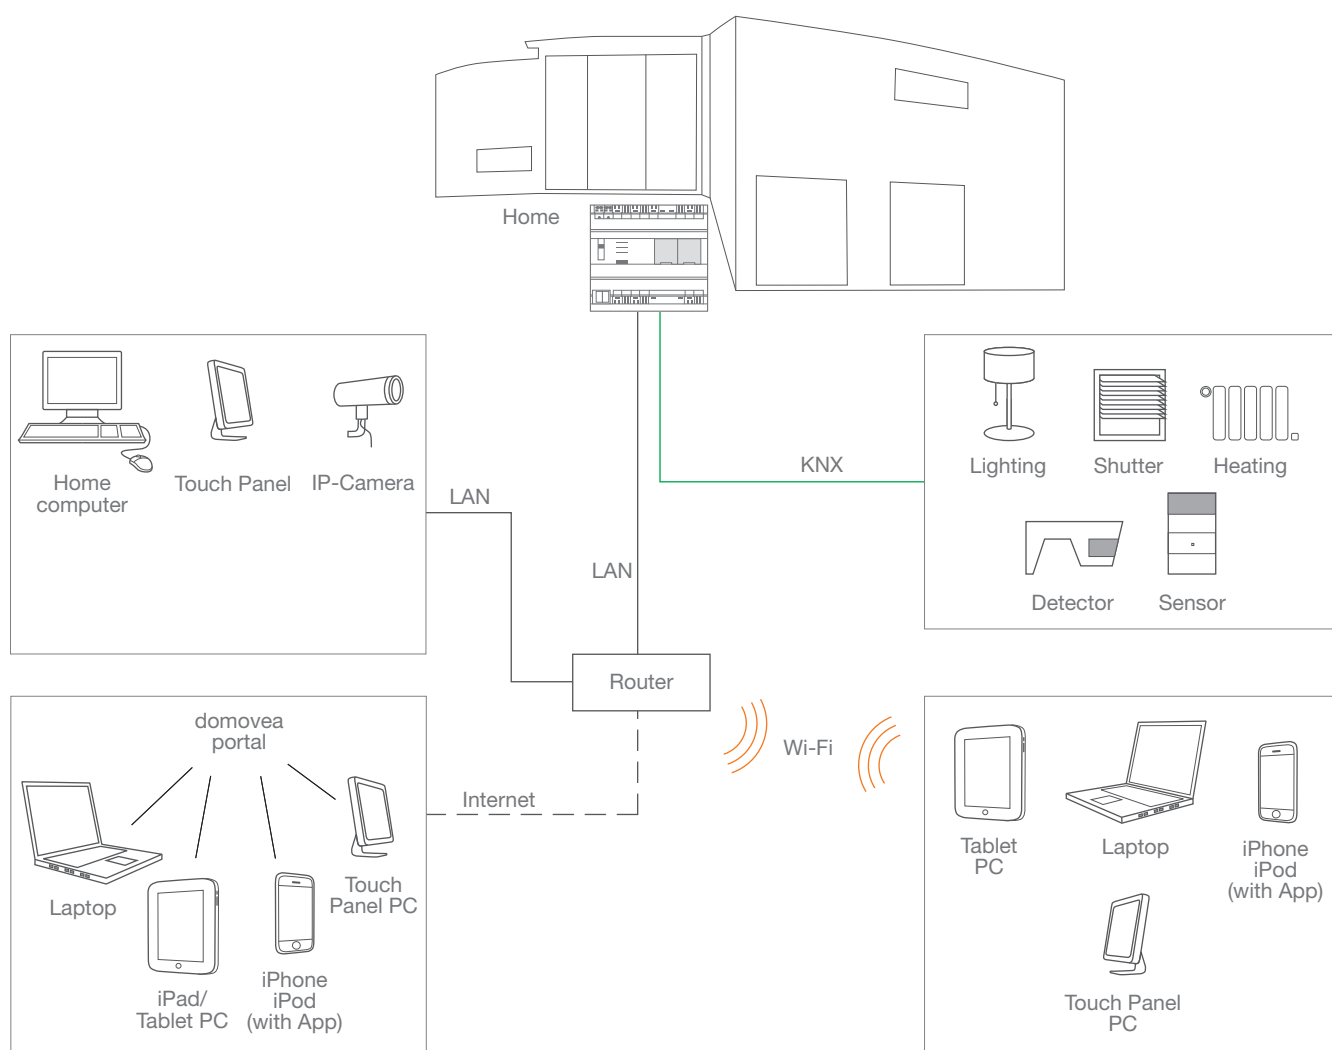 Home
Home
computer
Touch Panel
IP-Camera
LAN
LAN
KNX
Lighting
Shutter
Heating
Detector
Sensor
Router
domovea
portal
Internet
Laptop
iPad/
Tablet PC
iPhone
iPod
(with App)
Touch
Panel PC
Wi-Fi
Tablet
PC
Laptop
iPhone
iPod
(with App)
Touch Panel
PC